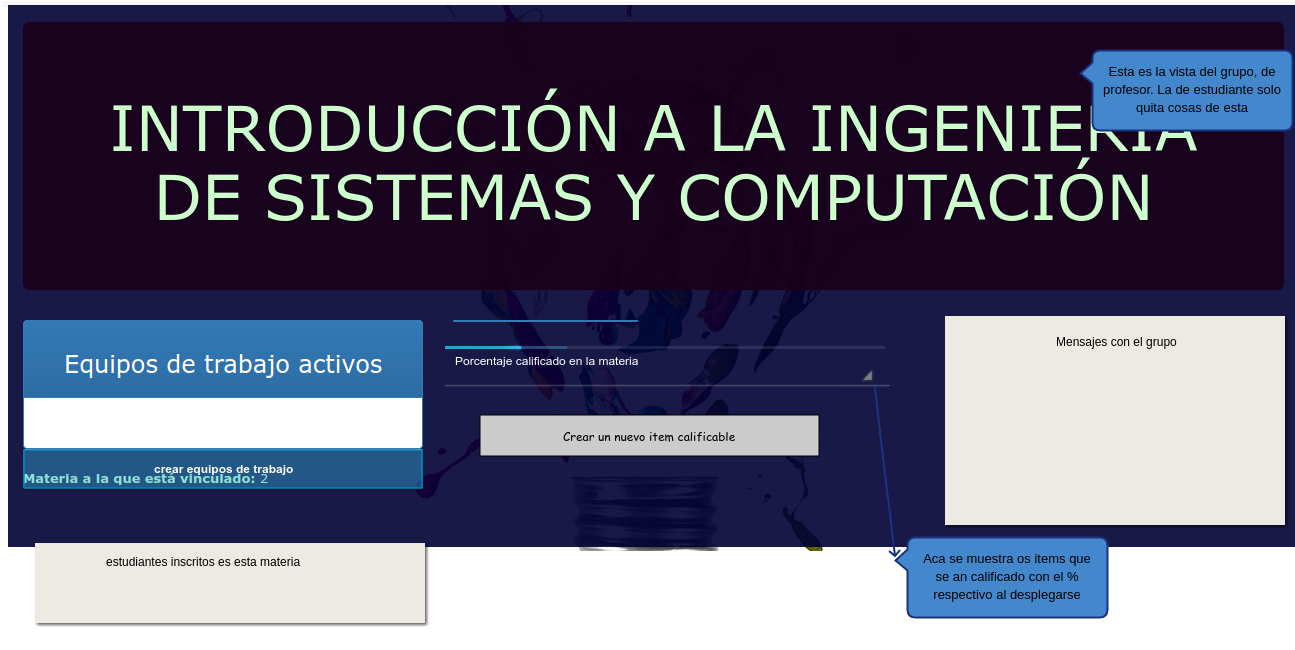 INTRODUCCIÓN A LA INGENIERÍA
DE SISTEMAS Y COMPUTACIÓN
Esta es la vista del grupo, de
profesor. La de estudiante solo
quita cosas de esta
Equipos de trabajo activos
crear equipos de trabajo
Materia a la que está vinculado: 2
estudiantes inscritos es esta materia
Porcentaje calificado en la materia
Crear un nuevo item calificable
Mensajes con el grupo
Aca se muestra os items que
se an calificado con el %
respectivo al desplegarse